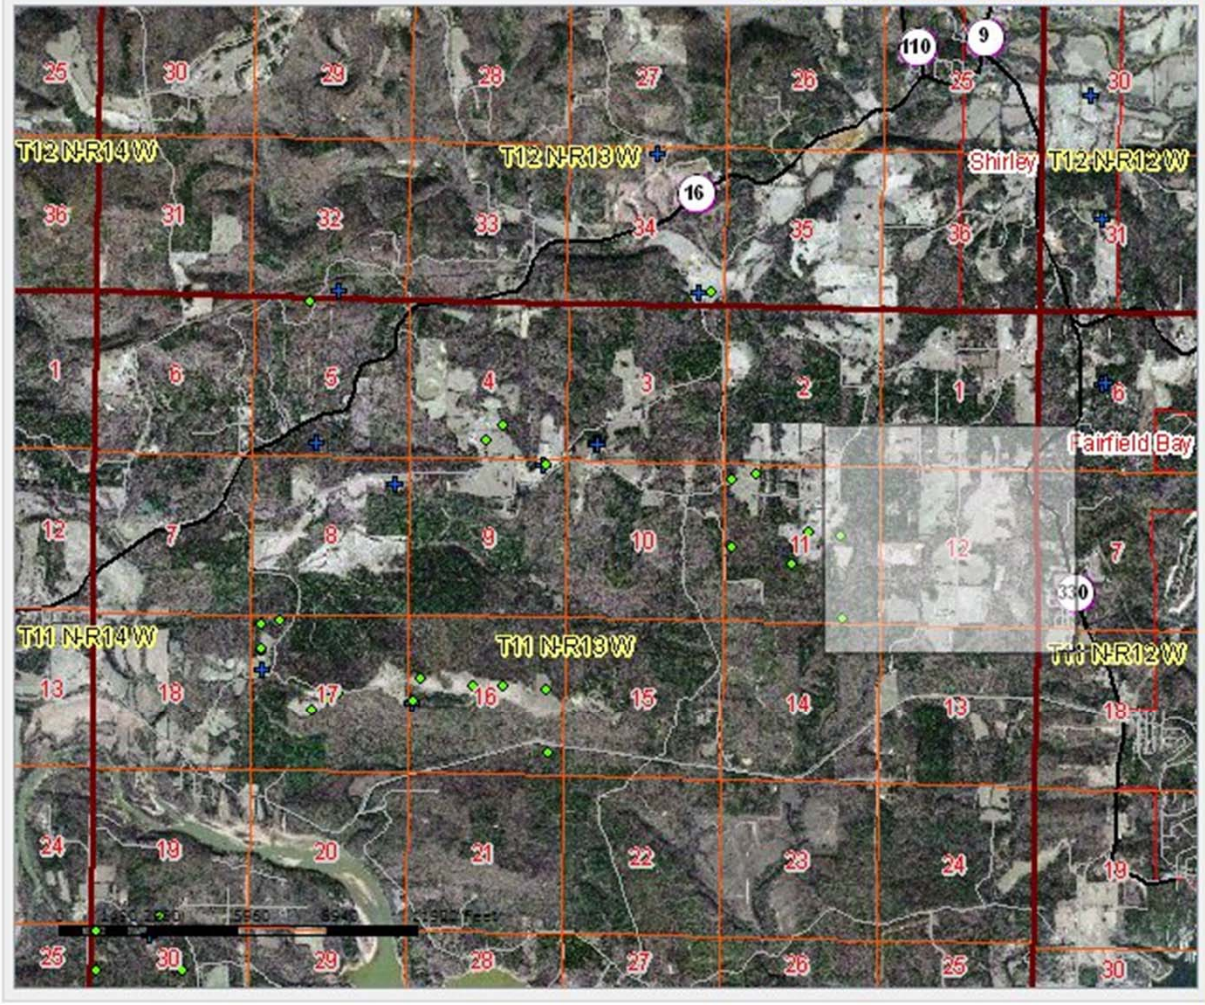 110 9
25 30 29 28 27 26 25 30
T12 N-R14 W T12 N-R13 W Shirley T12 N-R12 W
16
36 31 32 33 34 35 36 31
1 6 5 4 3 2 1 6
Fairfield Bay
12 7 8 9 10 11 12 7
330
T11 N-R14 W T11 N-R13 W T11 N-R12 W
13 18 17 16 15 14 13 18
24 19 20 21 22 23 24 19
5960 8940 Feet
25 30 29 28 27 26 25 30